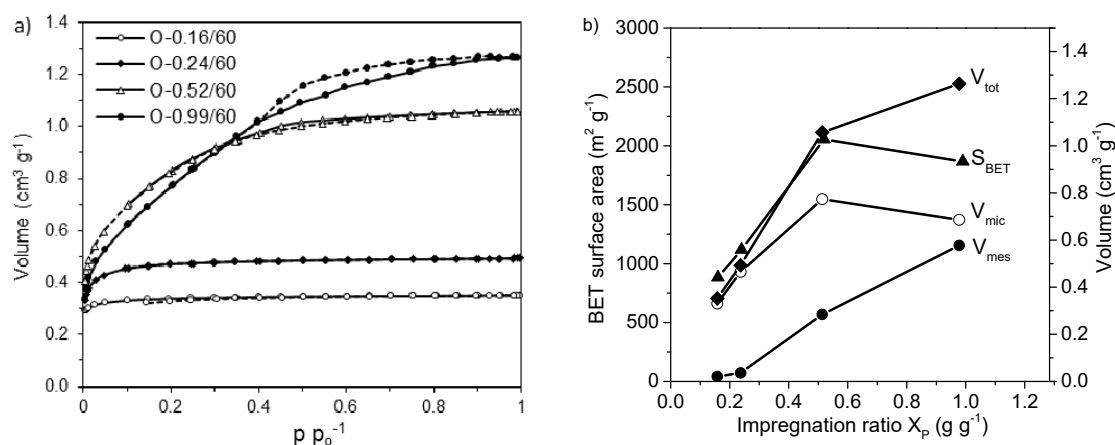 a)
1.4
1.2
1.0
0.8
0.6
0.4
0.2
0.0
Volume (cm³ g⁻¹)
O-0.16/60
O-0.24/60
O-0.52/60
O-0.99/60
0 0.2 0.4 0.6 0.8 1
p p₀⁻¹
b)
3000
2500
2000
1500
1000
500
0
BET surface area (m² g⁻¹)
V_tot
S_BET
V_mic
V_mes
1.4
1.2
1.0
0.8
0.6
0.4
0.2
0.0
Volume (cm³ g⁻¹)
0.0 0.2 0.4 0.6 0.8 1.0 1.2
Impregnation ratio X_P (g g⁻¹)